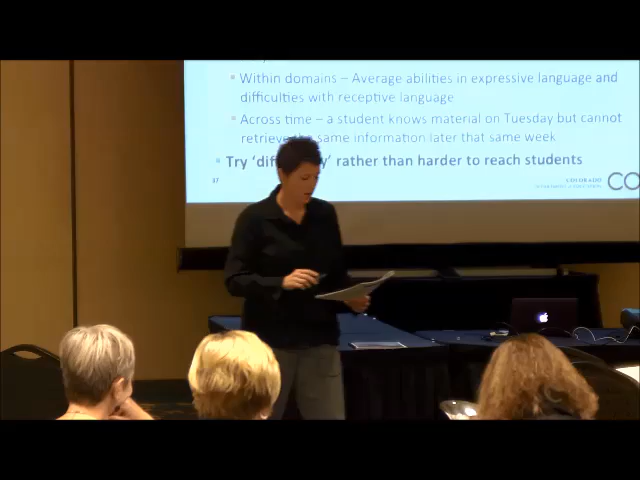 ▪ Within domains – Average abilities in expressive language and
difficulties with receptive language
▪ Across time – a student knows material on Tuesday but cannot
retrieve the same information later that same week
▪ Try 'dif y' rather than harder to reach students
37
COLORADO
CO